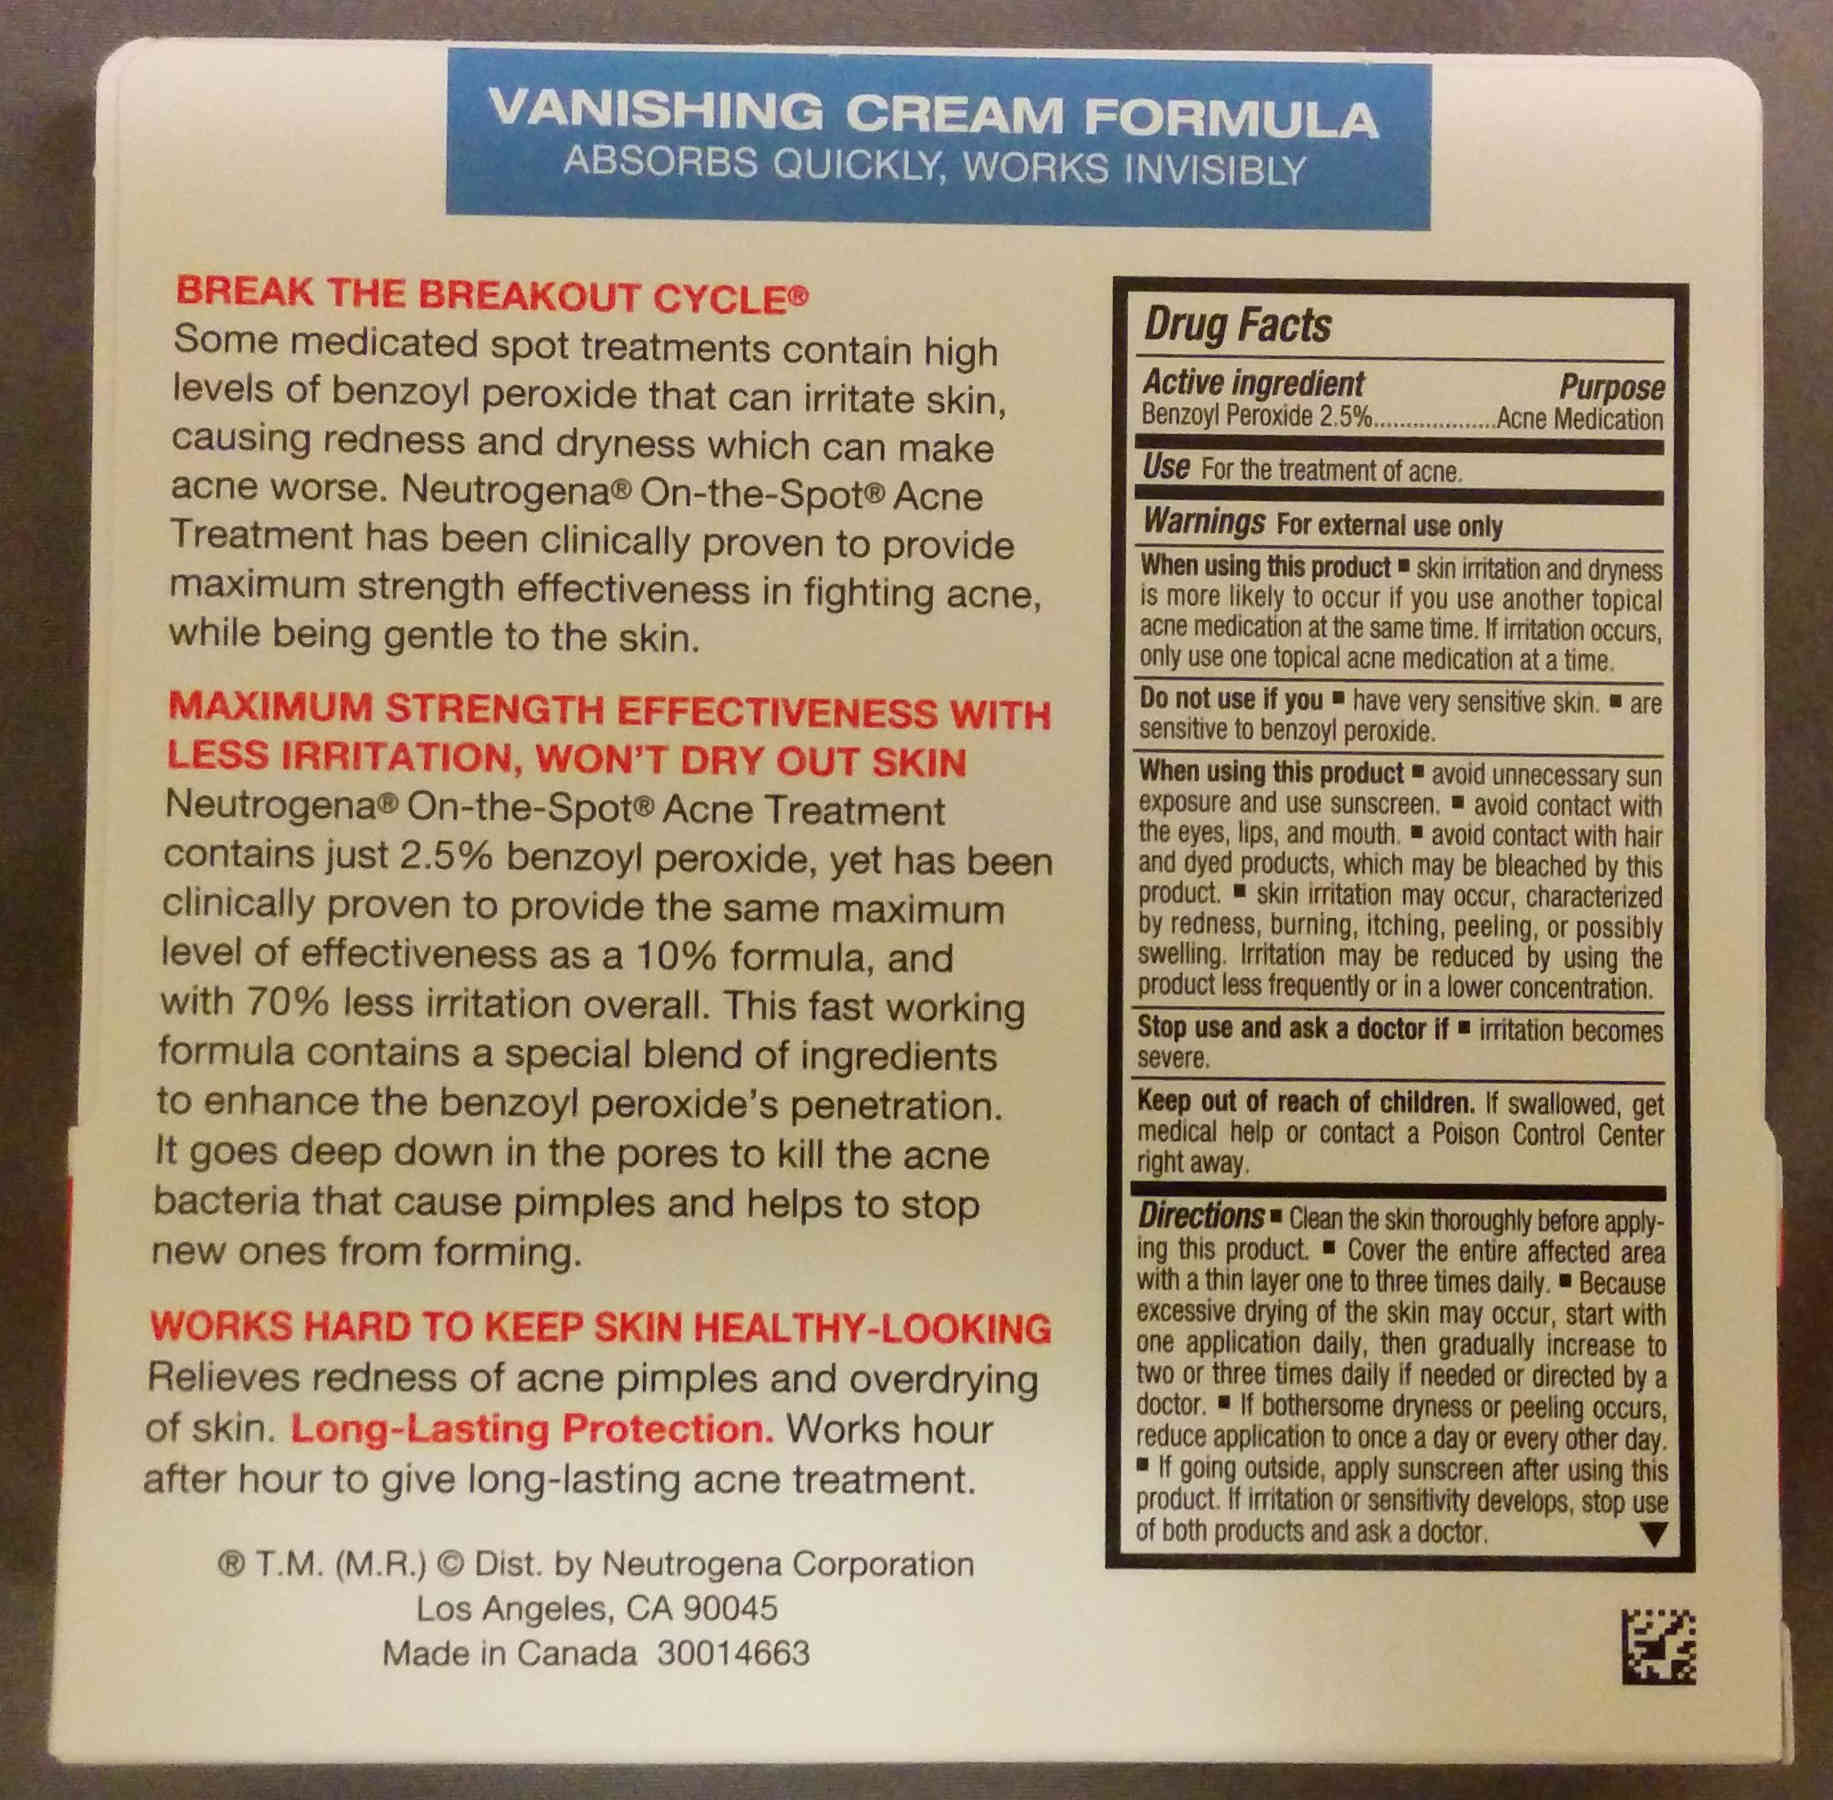 VANISHING CREAM FORMULA
ABSORBS QUICKLY, WORKS INVISIBLY
BREAK THE BREAKOUT CYCLE®
Some medicated spot treatments contain high
levels of benzoyl peroxide that can irritate skin,
causing redness and dryness which can make
acne worse. Neutrogena® On-the-Spot® Acne
Treatment has been clinically proven to provide
maximum strength effectiveness in fighting acne,
while being gentle to the skin.
MAXIMUM STRENGTH EFFECTIVENESS WITH
LESS IRRITATION, WON'T DRY OUT SKIN
Neutrogena® On-the-Spot® Acne Treatment
contains just 2.5% benzoyl peroxide, yet has been
clinically proven to provide the same maximum
level of effectiveness as a 10% formula, and
with 70% less irritation overall. This fast working
formula contains a special blend of ingredients
to enhance the benzoyl peroxide's penetration.
It goes deep down in the pores to kill the acne
bacteria that cause pimples and helps to stop
new ones from forming.
WORKS HARD TO KEEP SKIN HEALTHY-LOOKING
Relieves redness of acne pimples and overdrying
of skin. Long-Lasting Protection. Works hour
after hour to give long-lasting acne treatment.
® T.M. (M.R.) © Dist. by Neutrogena Corporation
Los Angeles, CA 90045
Made in Canada 30014663
Drug Facts
Active ingredient Purpose
Benzoyl Peroxide 2.5%...................Acne Medication
Use For the treatment of acne.
Warnings For external use only
When using this product ■ skin irritation and dryness
is more likely to occur if you use another topical
acne medication at the same time. If irritation occurs,
only use one topical acne medication at a time.
Do not use if you ■ have very sensitive skin. ■ are
sensitive to benzoyl peroxide.
When using this product ■ avoid unnecessary sun
exposure and use sunscreen. ■ avoid contact with
the eyes, lips, and mouth. ■ avoid contact with hair
and dyed products, which may be bleached by this
product. ■ skin irritation may occur, characterized
by redness, burning, itching, peeling, or possibly
swelling. Irritation may be reduced by using the
product less frequently or in a lower concentration.
Stop use and ask a doctor if ■ irritation becomes
severe.
Keep out of reach of children. If swallowed, get
medical help or contact a Poison Control Center
right away.
Directions ■ Clean the skin thoroughly before apply-
ing this product. ■ Cover the entire affected area
with a thin layer one to three times daily. ■ Because
excessive drying of the skin may occur, start with
one application daily, then gradually increase to
two or three times daily if needed or directed by a
doctor. ■ If bothersome dryness or peeling occurs,
reduce application to once a day or every other day.
■ If going outside, apply sunscreen after using this
product. If irritation or sensitivity develops, stop use
of both products and ask a doctor. ▼